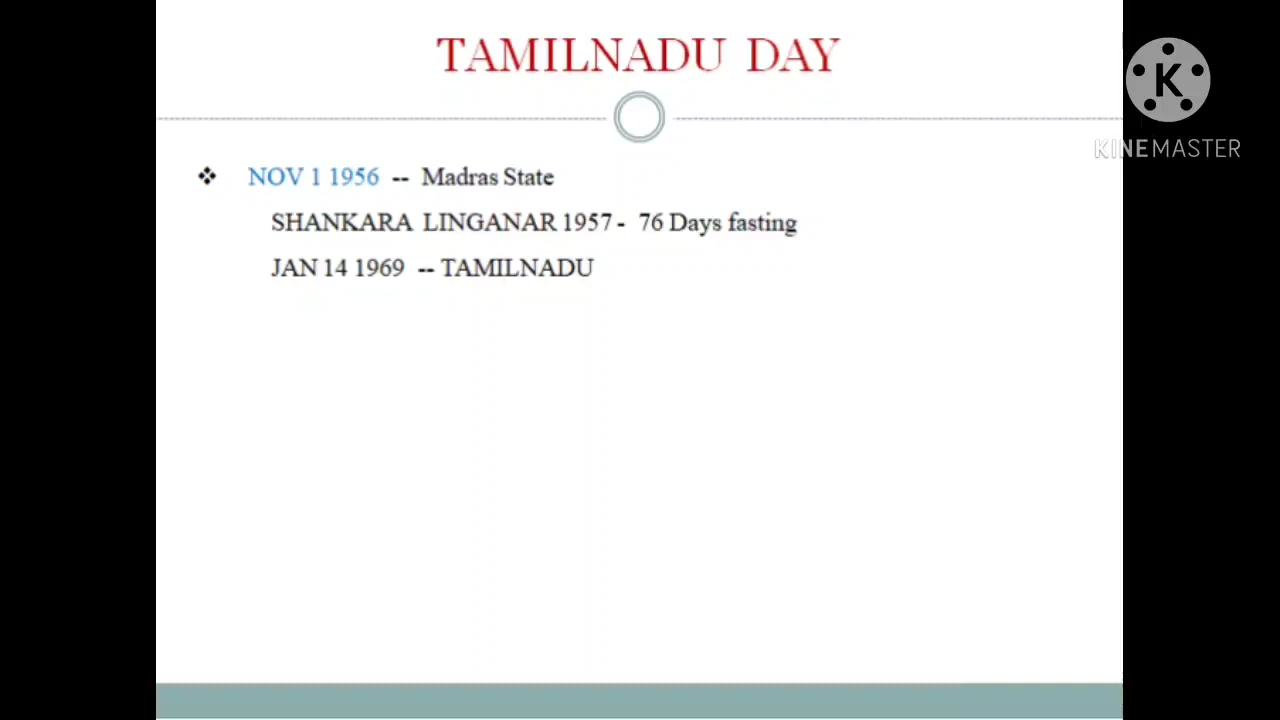 TAMILNADU DAY
K
KINEMASTER
❖ NOV 1 1956 -- Madras State
SHANKARA LINGANAR 1957 - 76 Days fasting
JAN 14 1969 -- TAMILNADU